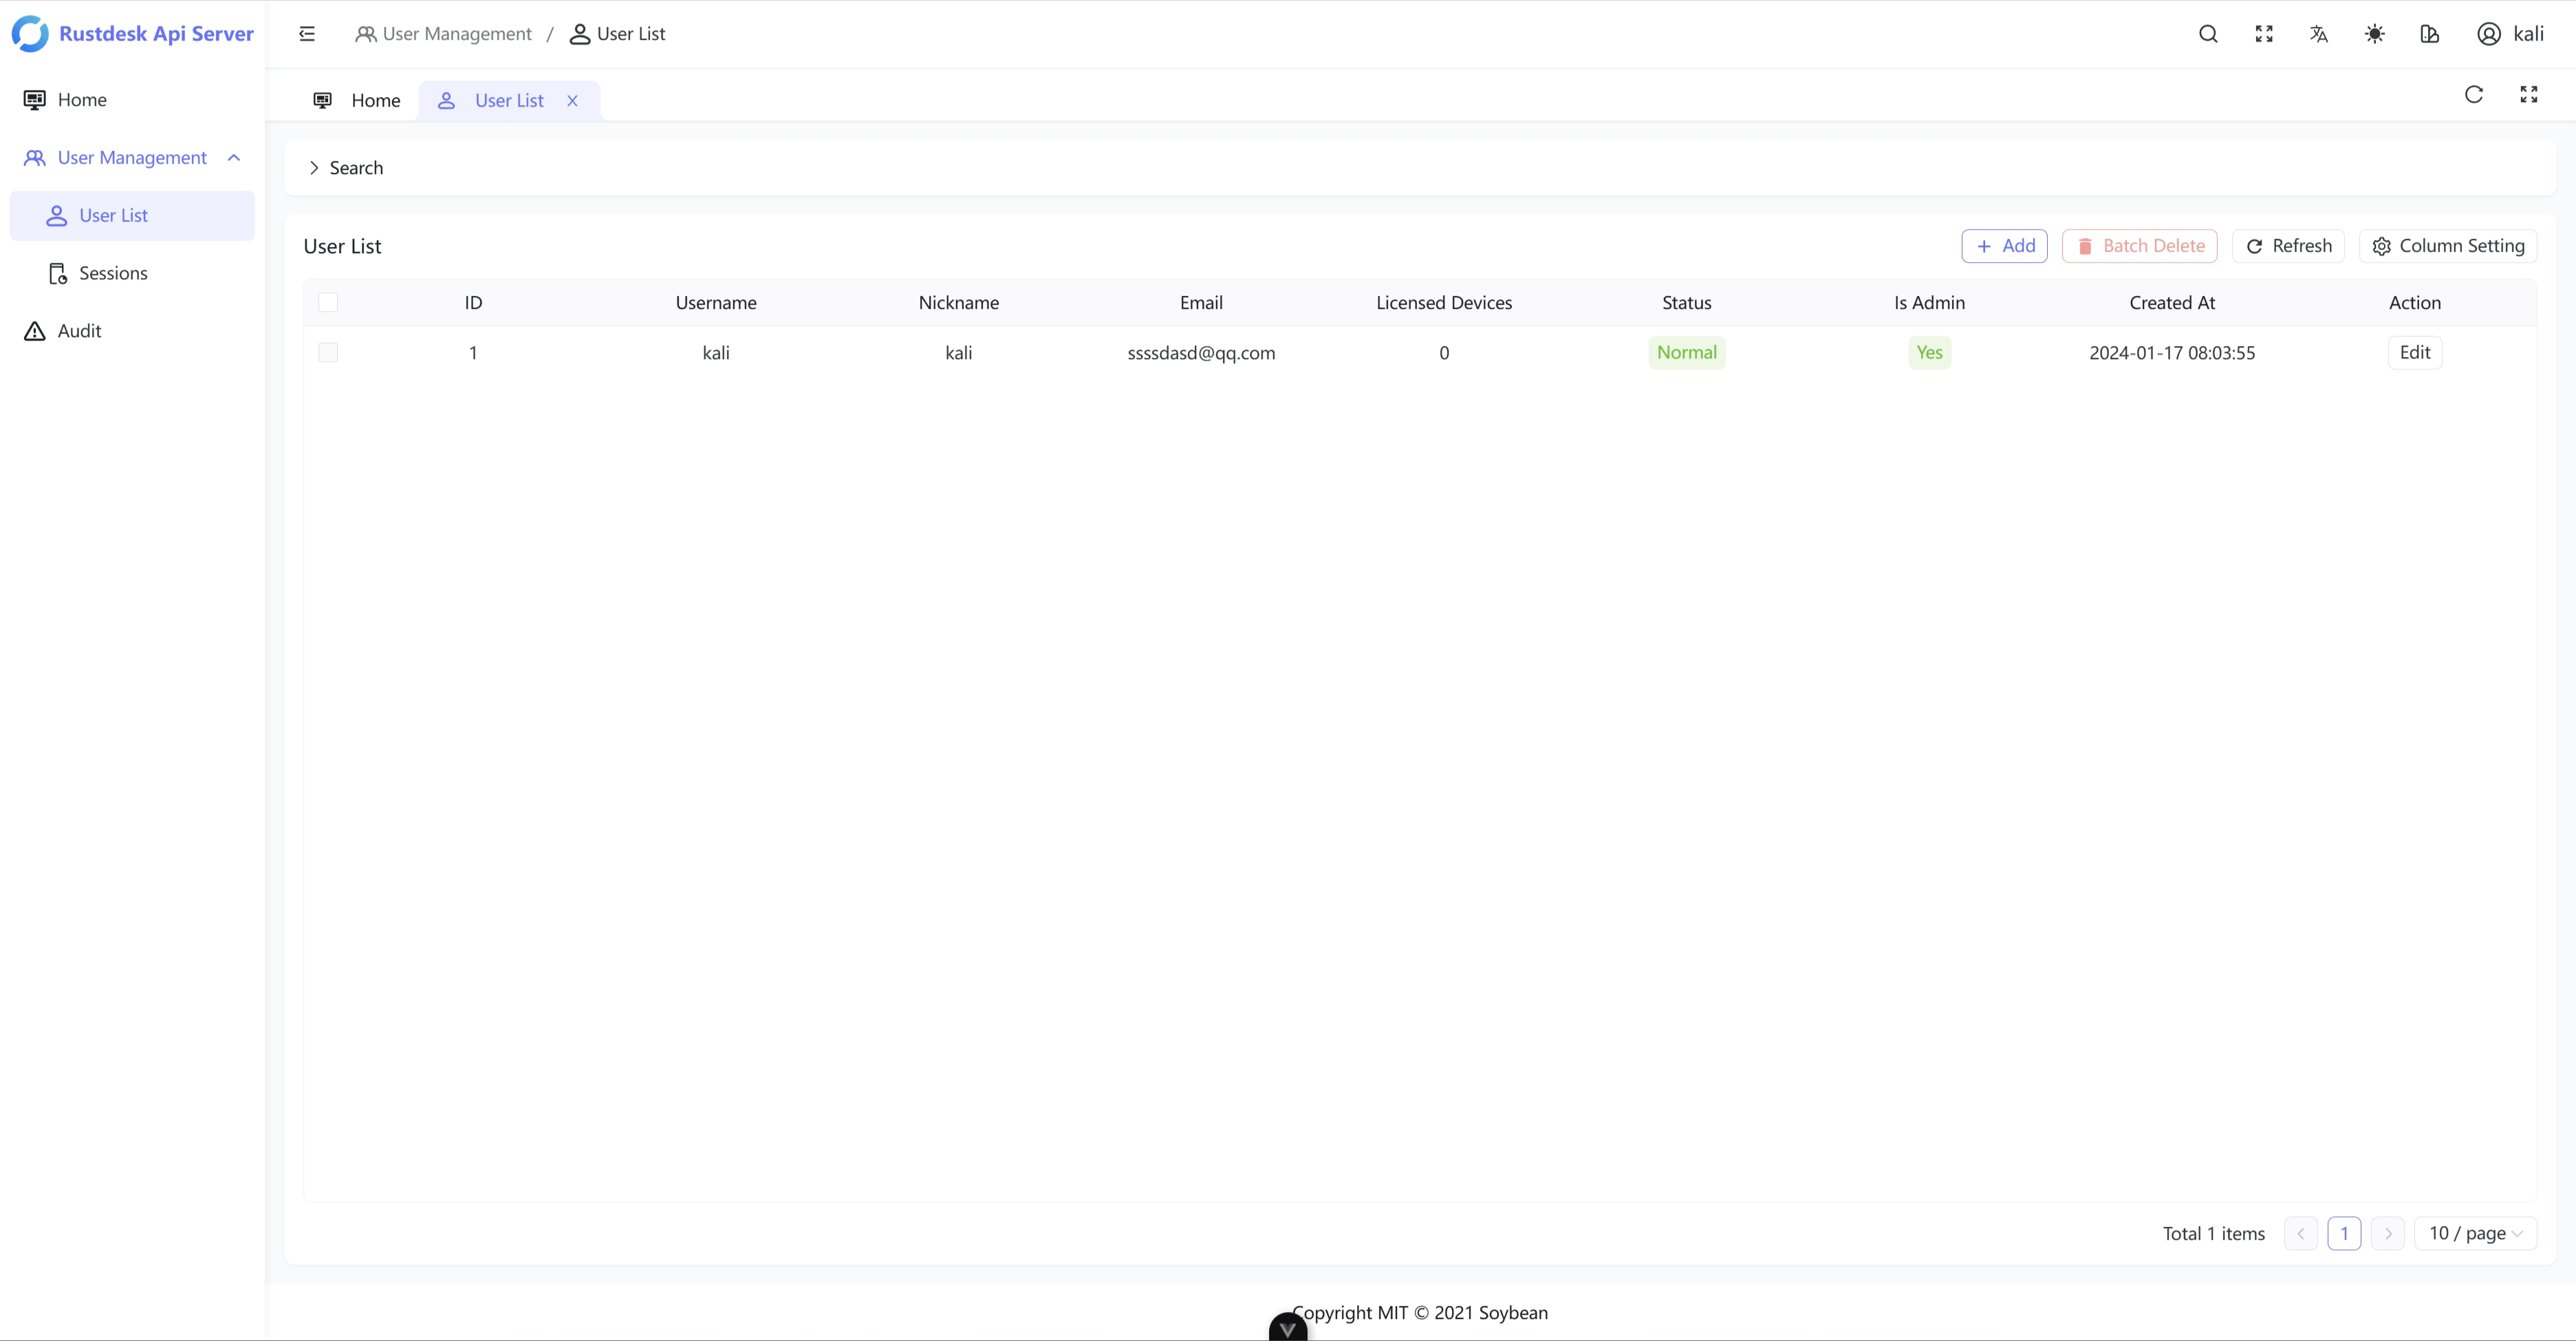 Rustdesk Api Server
User Management / User List
kali
Home
User Management
User List
Sessions
Audit
Home
User List
Search
User List
Add
Batch Delete
Refresh
Column Setting
ID Username Nickname Email Licensed Devices Status Is Admin Created At Action
1 kali kali ssssdasd@qq.com 0 Normal Yes 2024-01-17 08:03:55 Edit
Total 1 items
1
10 / page
Copyright MIT © 2021 Soybean